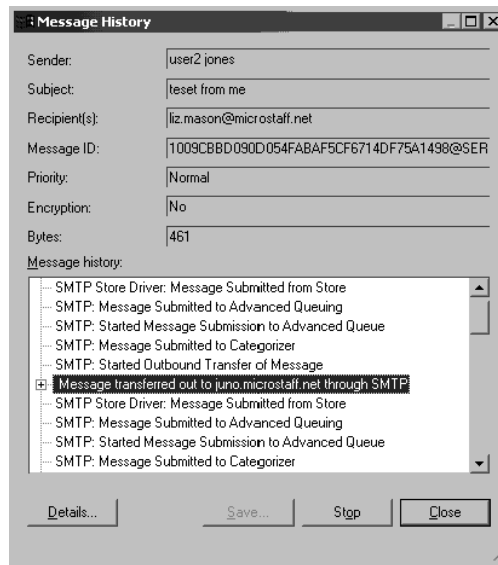 Message History
Sender: user2 jones
Subject: teset from me
Recipient(s): liz.mason@microstaff.net
Message ID: 1009CBBD090D054FABAF5CF6714DF75A1498@SER
Priority: Normal
Encryption: No
Bytes: 461
Message history:
SMTP Store Driver: Message Submitted from Store
SMTP: Message Submitted to Advanced Queuing
SMTP: Started Message Submission to Advanced Queue
SMTP: Message Submitted to Categorizer
SMTP: Started Outbound Transfer of Message
Message transferred out to juno.microstaff.net through SMTP
SMTP Store Driver: Message Submitted from Store
SMTP: Message Submitted to Advanced Queuing
SMTP: Started Message Submission to Advanced Queue
SMTP: Message Submitted to Categorizer
Details... Save... Stop Close